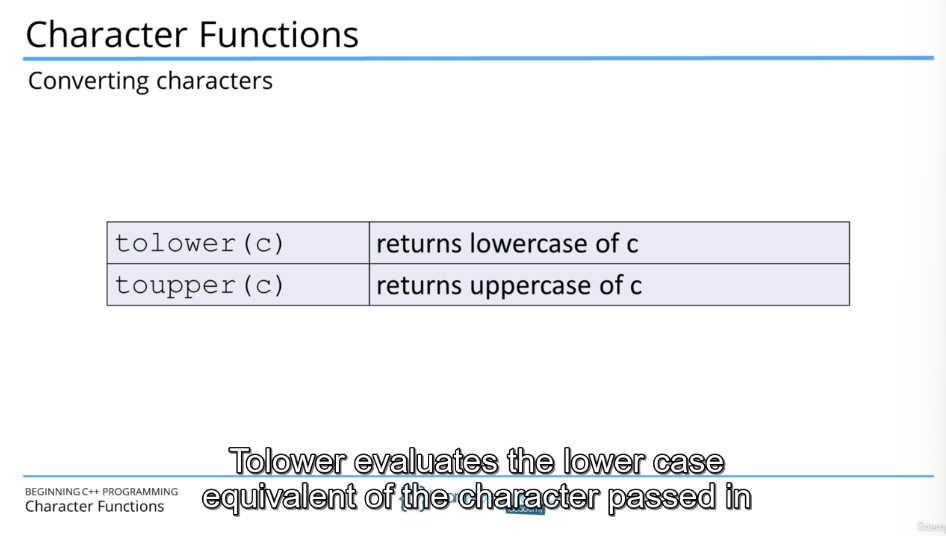 Character Functions
Converting characters
tolower(c) returns lowercase of c
toupper(c) returns uppercase of c
Tolower evaluates the lower case
equivalent of the character passed in
BEGINNING C++ PROGRAMMING
Character Functions